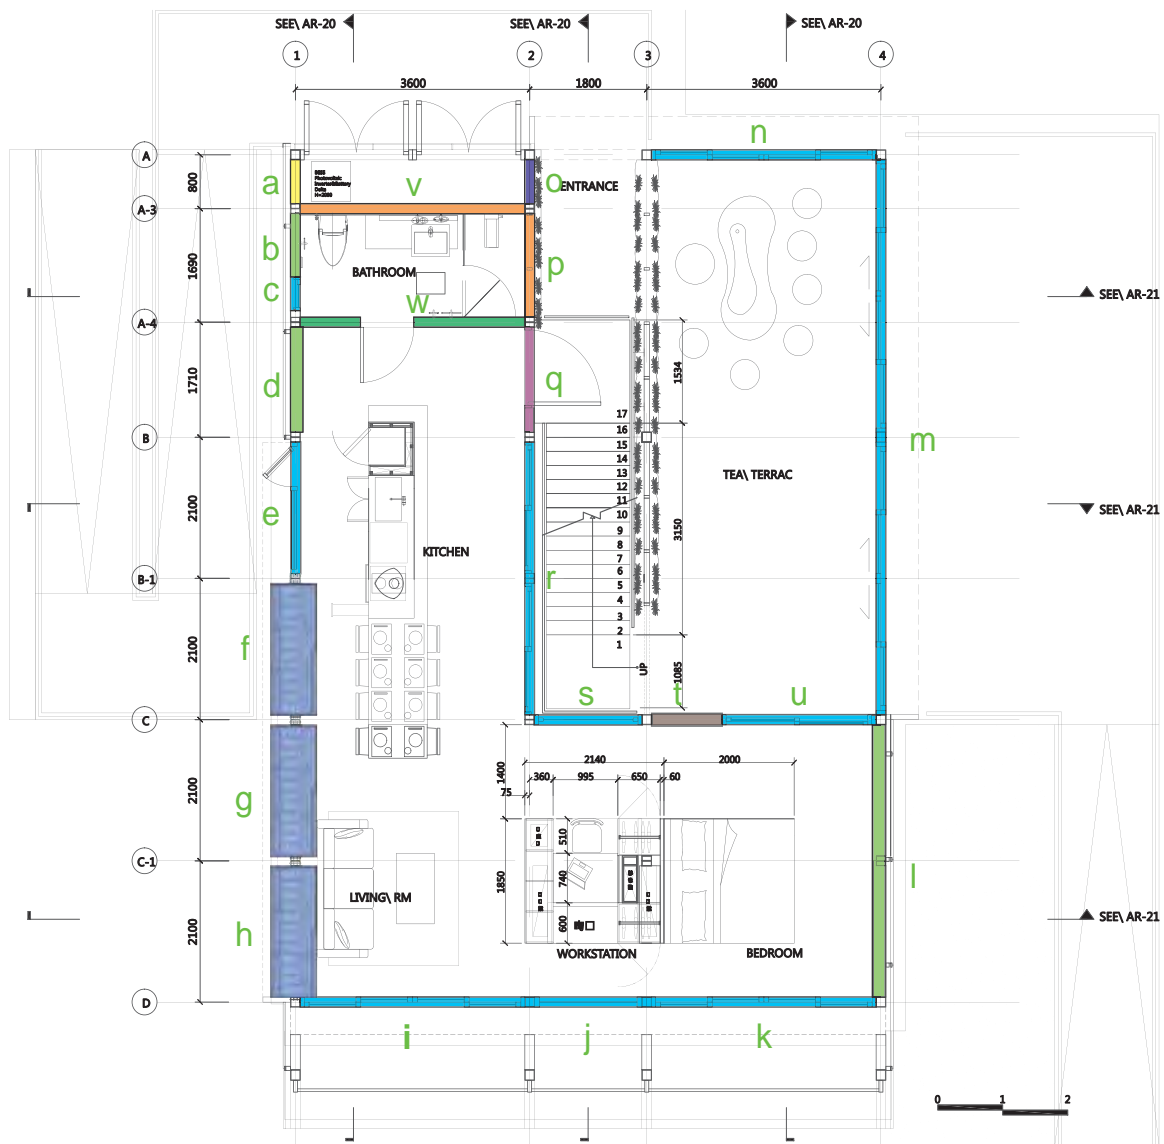 SEE\ AR-20
SEE\ AR-20
SEE\ AR-20
1
2
3
4
3600
1800
3600
n
A
a
800
v
o
ENTRANCE
A-3
b
1690
BATHROOM
p
c
w
SEE\ AR-21
A-4
d
1710
q
1534
17
B
16
15
14
13
12
11
10
9
8
7
6
5
4
3
2
1
m
TEA\ TERRAC
e
2100
SEE\ AR-21
3150
KITCHEN
B-1
r
f
2100
UP
1085
s
t
u
C
2140
2000
1400
360
995
650
60
75
g
2100
510
C-1
740
1850
l
LIVING\ RM
600
h
2100
SEE\ AR-21
WORKSTATION
BEDROOM
D
i
j
k
0
1
2